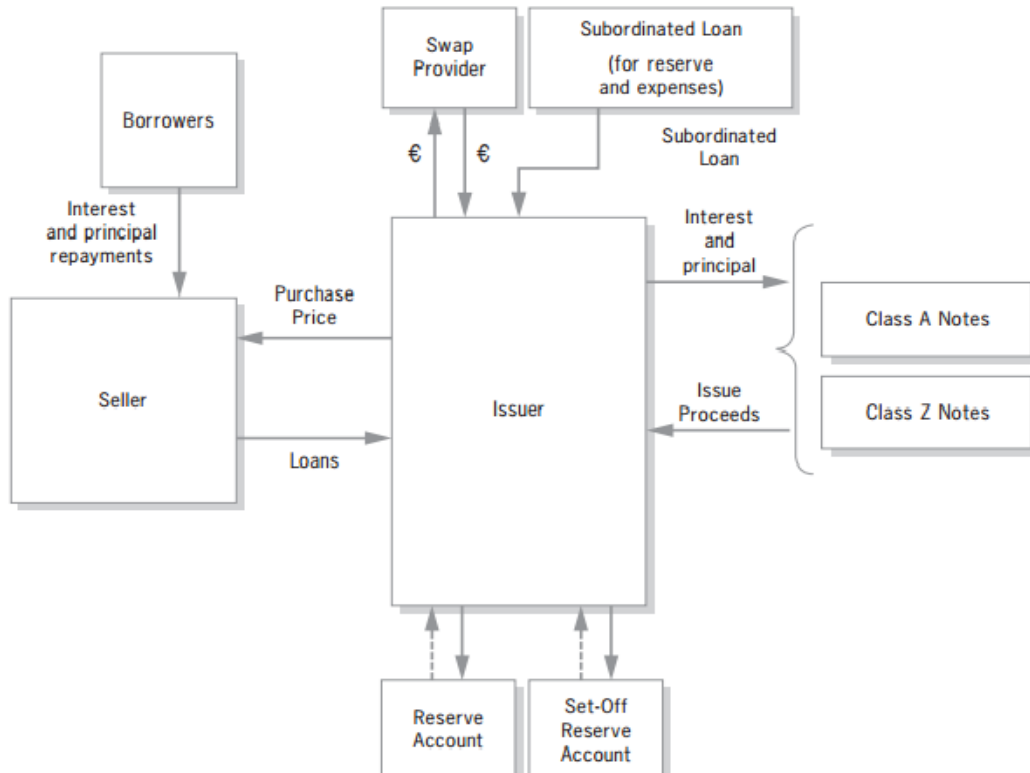 Swap
Provider
Subordinated Loan
(for reserve
and expenses)
Borrowers
€
€
Subordinated
Loan
Interest
and principal
repayments
Interest
and
principal
Purchase
Price
Class A Notes
Seller
Issuer
Issue
Proceeds
Class Z Notes
Loans
Reserve
Account
Set-Off
Reserve
Account